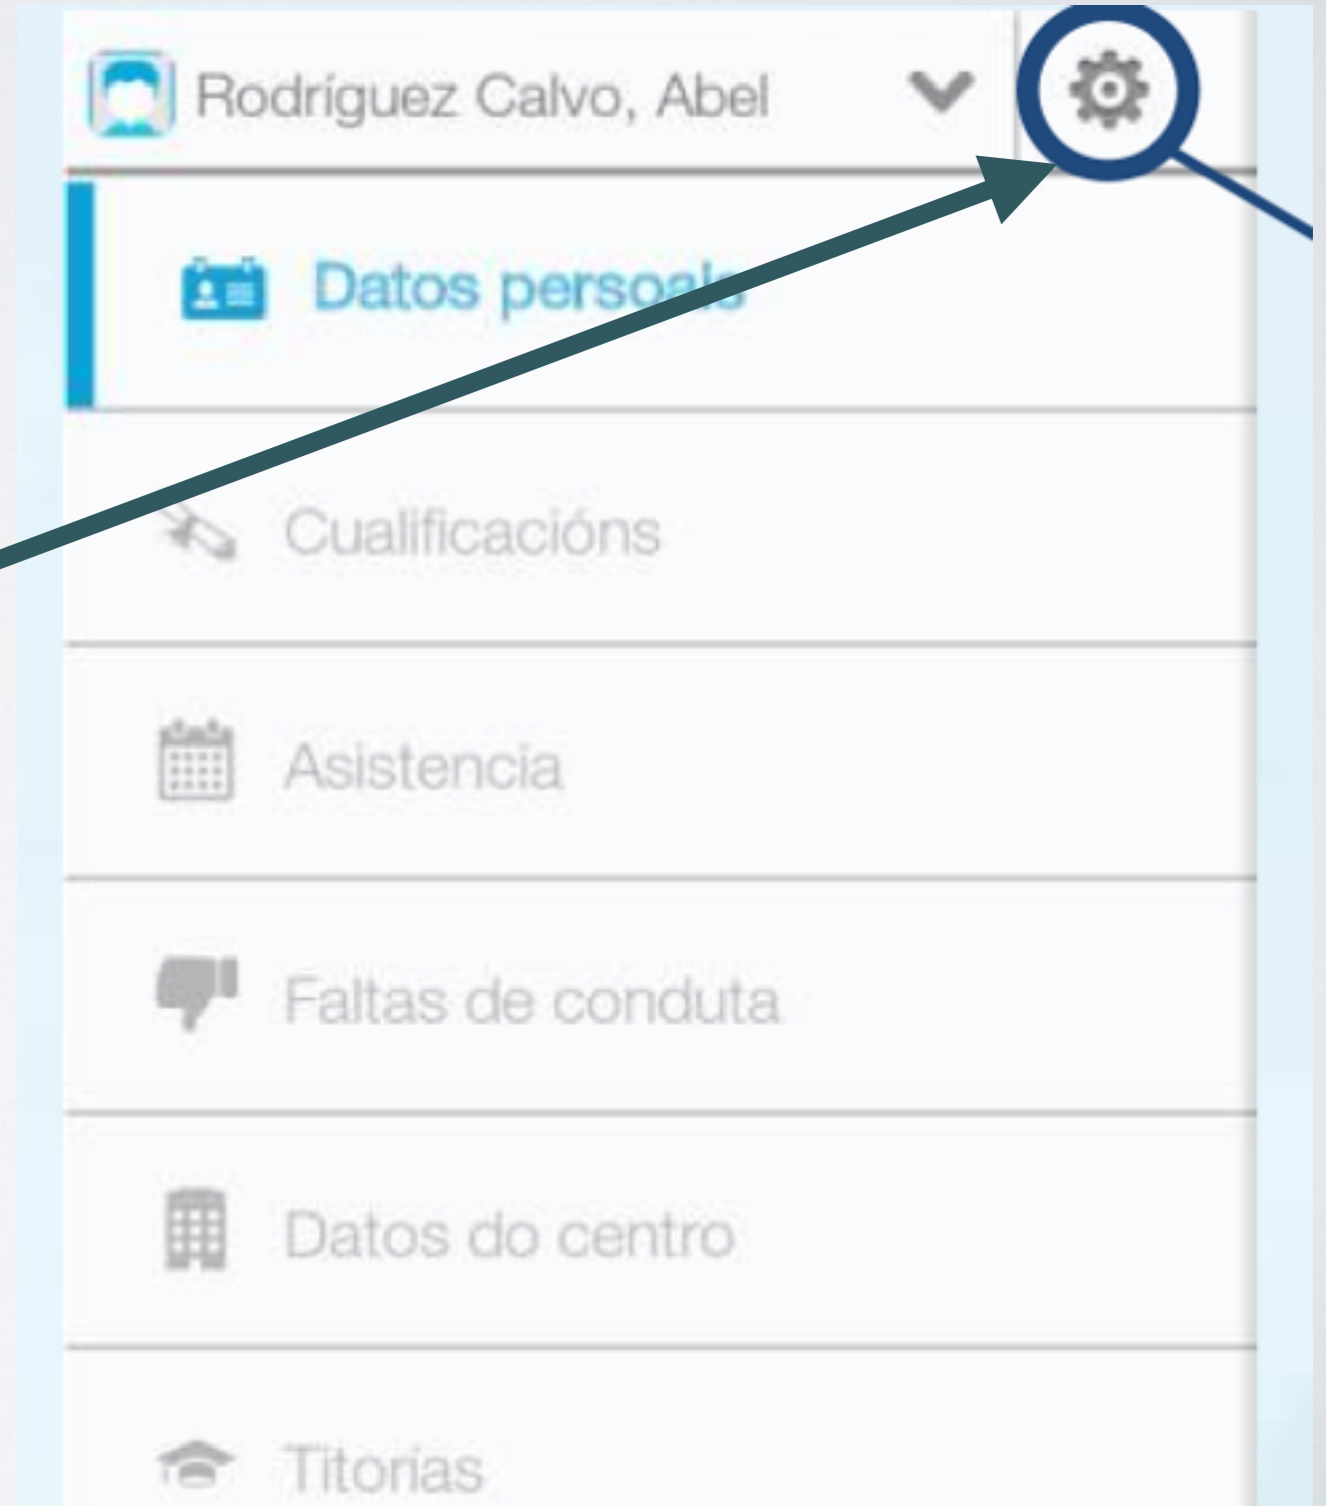 Rodríguez Calvo, Abel
Datos persoais
Cualificacións
Asistencia
Faltas de conduta
Datos do centro
Titorías